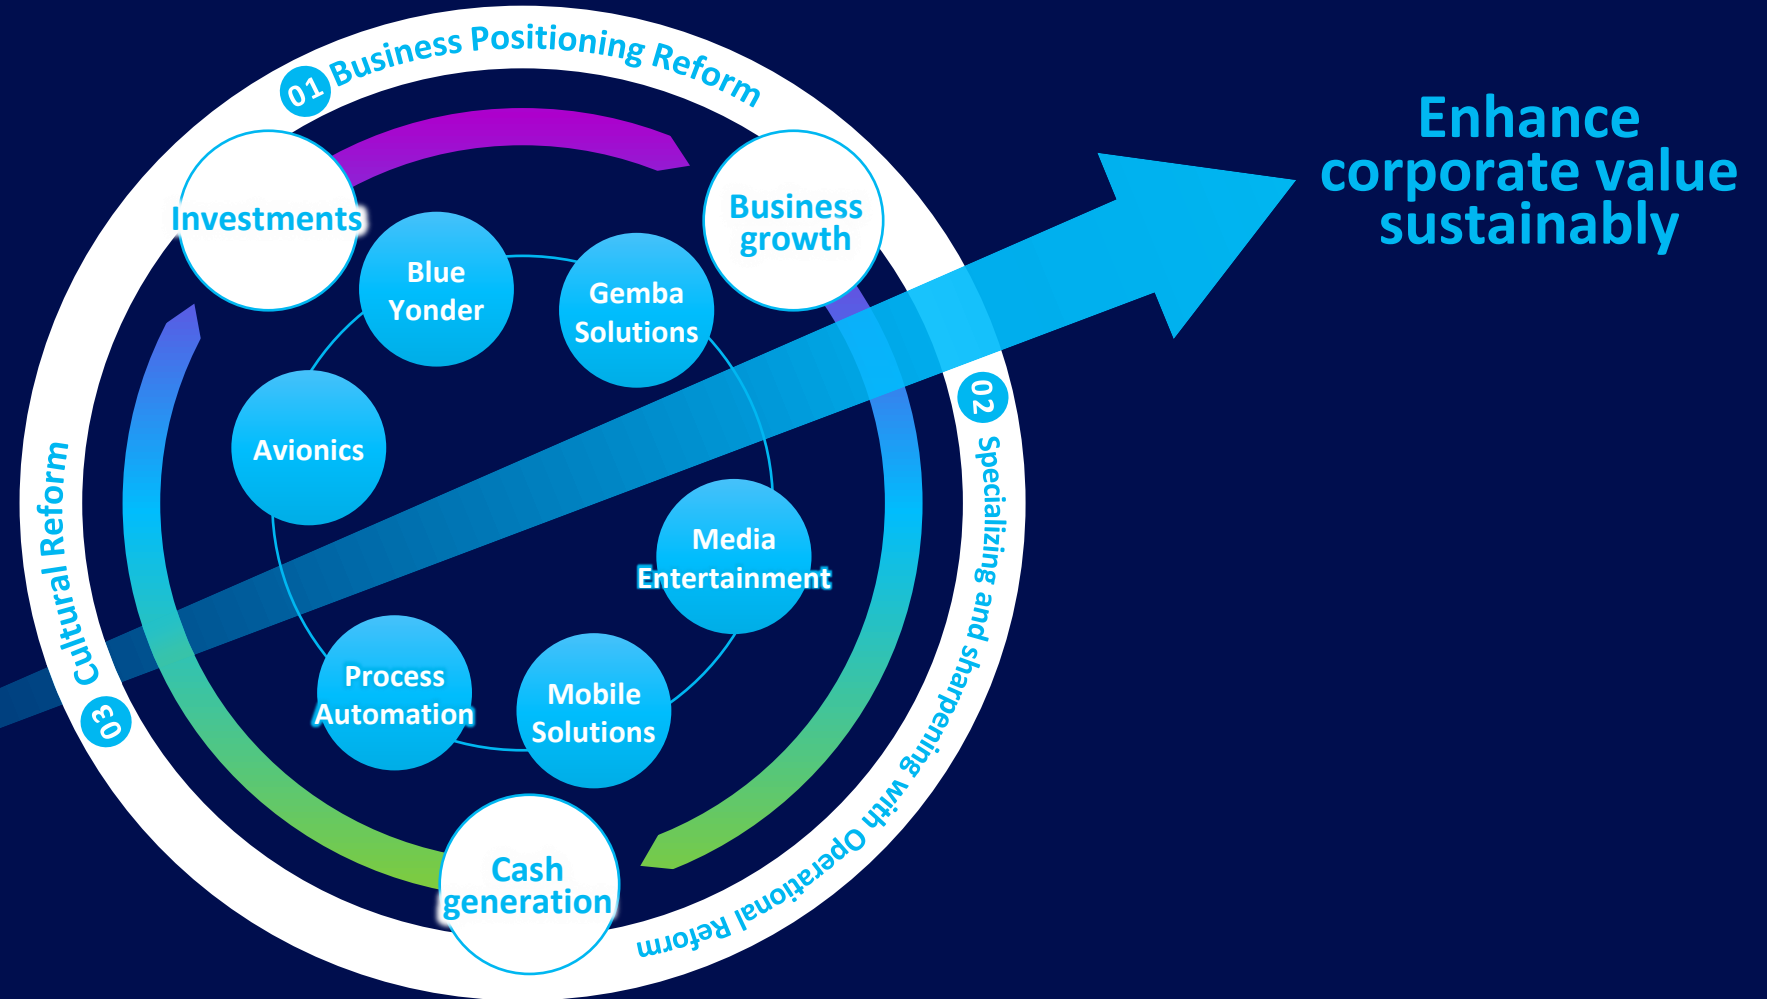 01 Business Positioning Reform
Enhance
corporate value
sustainably
Investments
Business
growth
Blue
Yonder
Gemba
Solutions
Avionics
02 Specializing and sharpening with Operational Reform
03 Cultural Reform
Media
Entertainment
Process
Automation
Mobile
Solutions
Cash
generation